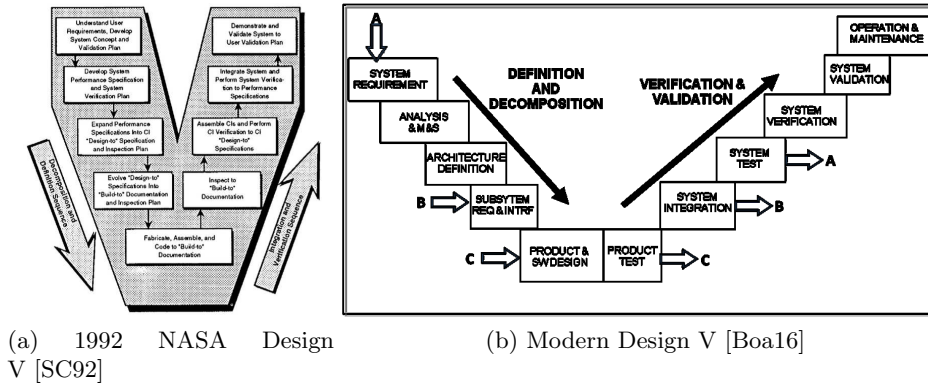 Understand User
Requirements, Develop
System Concept and
Validation Plan
Develop System
Performance Specification
and System
Verification Plan
Expand Performance
Specifications Into CI
"Design-to" Specification
and Inspection Plan
Evolve "Design-to"
Specifications Into
"Build-to" Documentation
and Inspection Plan
Fabricate, Assemble, and
Code to "Build-to"
Documentation
Inspect to
"Build-to"
Documentation
Assemble CIs and Perform
CI Verification to CI
"Design-to"
Specifications
Integrate System and
Perform System Verifica-
tion to Performance
Specifications
Demonstrate and
Validate System to
User Validation Plan
Decomposition and
Definition Sequence
Integration and
Verification Sequence
(a) 1992 NASA Design
V [SC92]
A
SYSTEM
REQUIREMENT
ANALYSIS
& M&S
ARCHITECTURE
DEFINITION
B
SUBSYTEM
REQ & INTRF
C
PRODUCT &
SW DESIGN
PRODUCT
TEST
C
SYSTEM
INTEGRATION
B
SYSTEM
TEST
A
SYSTEM
VERIFICATION
SYSTEM
VALIDATION
OPERATION &
MAINTENANCE
DEFINITION
AND
DECOMPOSITION
VERIFICATION &
VALIDATION
(b) Modern Design V [Boa16]